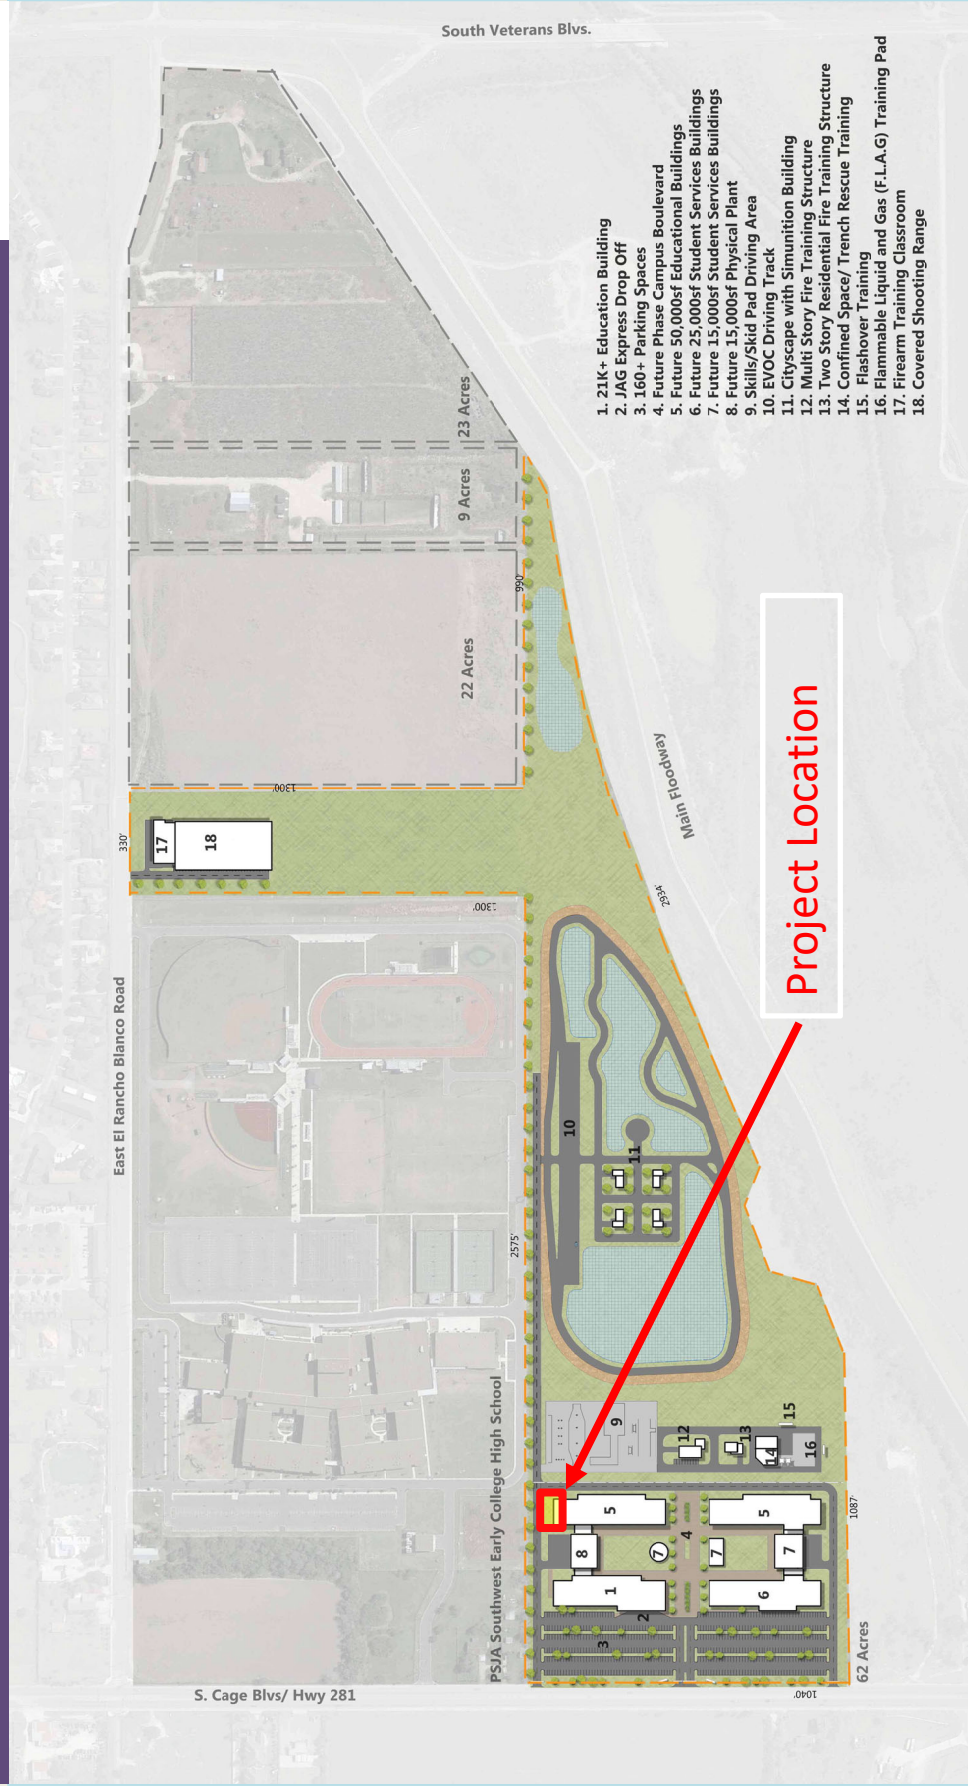 South Veterans Blvs.
1. 21K+ Education Building
2. JAG Express Drop Off
3. 160+ Parking Spaces
4. Future Phase Campus Boulevard
5. Future 50,000sf Educational Buildings
6. Future 25,000sf Student Services Buildings
7. Future 15,000sf Student Services Buildings
8. Future 15,000sf Physical Plant
9. Skills/Skid Pad Driving Area
10. EVOC Driving Track
11. Cityscape with Simunition Building
12. Multi Story Fire Training Structure
13. Two Story Residential Fire Training Structure
14. Confined Space/ Trench Rescue Training
15. Flashover Training
16. Flammable Liquid and Gas (F.L.A.G) Training Pad
17. Firearm Training Classroom
18. Covered Shooting Range
23 Acres
9 Acres
22 Acres
990'
1300'
330'
17
18
1300'
Main Floodway
2934'
Project Location
East El Rancho Blanco Road
2575'
10
11
PSJA Southwest Early College High School
9
12
13
14
15
16
5
5
4
8
7
7
7
1
6
2
3
1087'
62 Acres
1040'
S. Cage Blvs/ Hwy 281